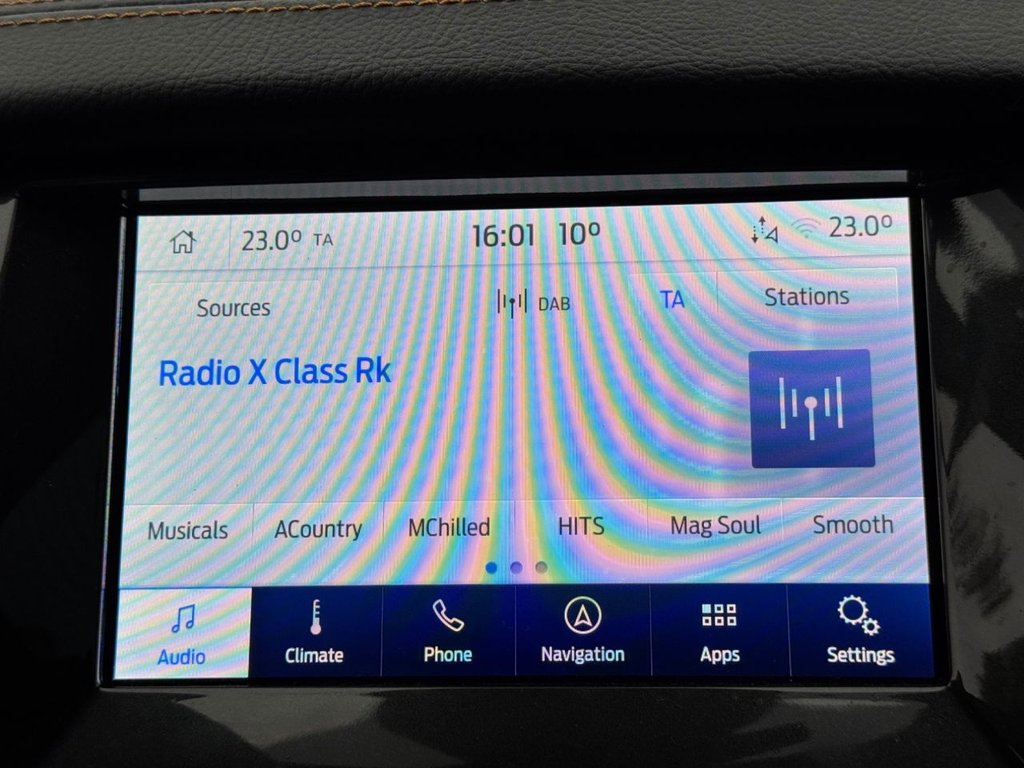 23.0° TA 16:01 10° 23.0°
Sources DAB TA Stations
Radio X Class Rk
Musicals ACountry MChilled HITS Mag Soul Smooth
Audio Climate Phone Navigation Apps Settings